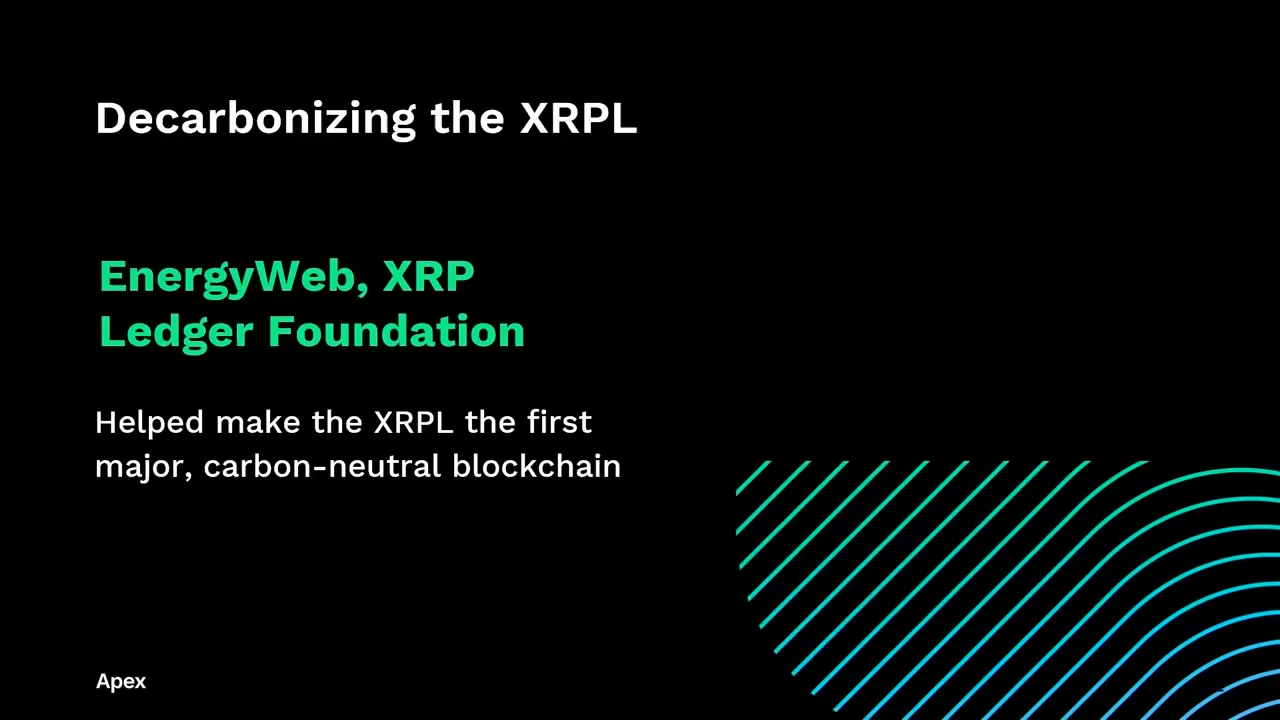 Decarbonizing the XRPL
EnergyWeb, XRP
Ledger Foundation
Helped make the XRPL the first
major, carbon-neutral blockchain
Apex